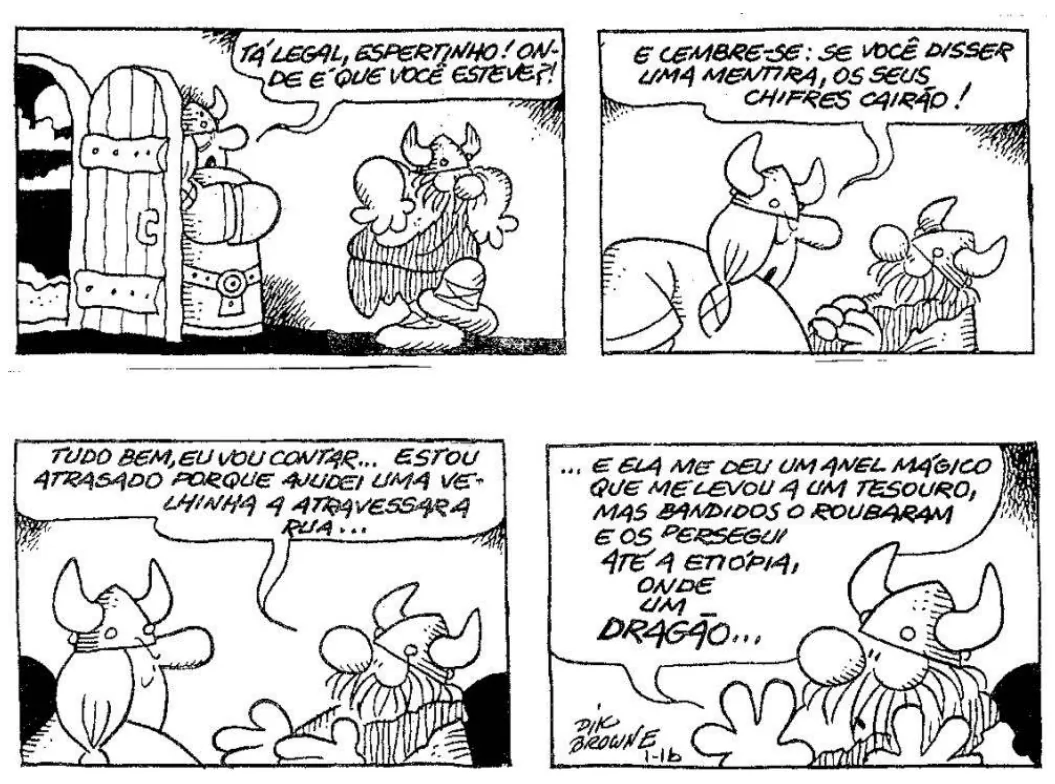 TÁ LEGAL, ESPERTINHO! ON-
DE É QUE VOCÊ ESTEVE?!
E LEMBRE-SE: SE VOCÊ DISSER
UMA MENTIRA, OS SEUS
CHIFRES CAIRÃO!
TUDO BEM, EU VOU CONTAR... ESTOU
ATRASADO PORQUE AJUDEI UMA VE-
LHINHA A ATRAVESSAR A
RUA...
... E ELA ME DEU UM ANEL MÁGICO
QUE ME LEVOU A UM TESOURO,
MAS BANDIDOS O ROUBARAM
E OS PERSEGUI
ATÉ A ETIÓPIA,
ONDE
UM
DRAGÃO...
DIK
BROWNE
1-16